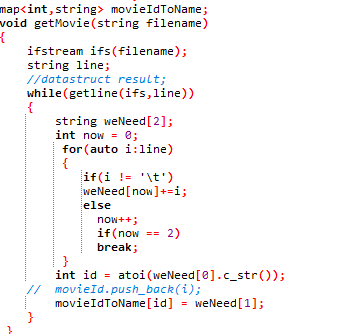 map<int,string> movieIdToName;
void getMovie(string filename)
{
    ifstream ifs(filename);
    string line;
    //datastruct result;
    while(getline(ifs,line))
    {
        string weNeed[2];
        int now = 0;
         for(auto i:line)
         {
            if(i != '\t')
            weNeed[now]+=i;
            else
              now++;
              if(now == 2)
              break;
         }
        int id = atoi(weNeed[0].c_str());
    //  movieId.push_back(i);
        movieIdToName[id] = weNeed[1];
    }
 }